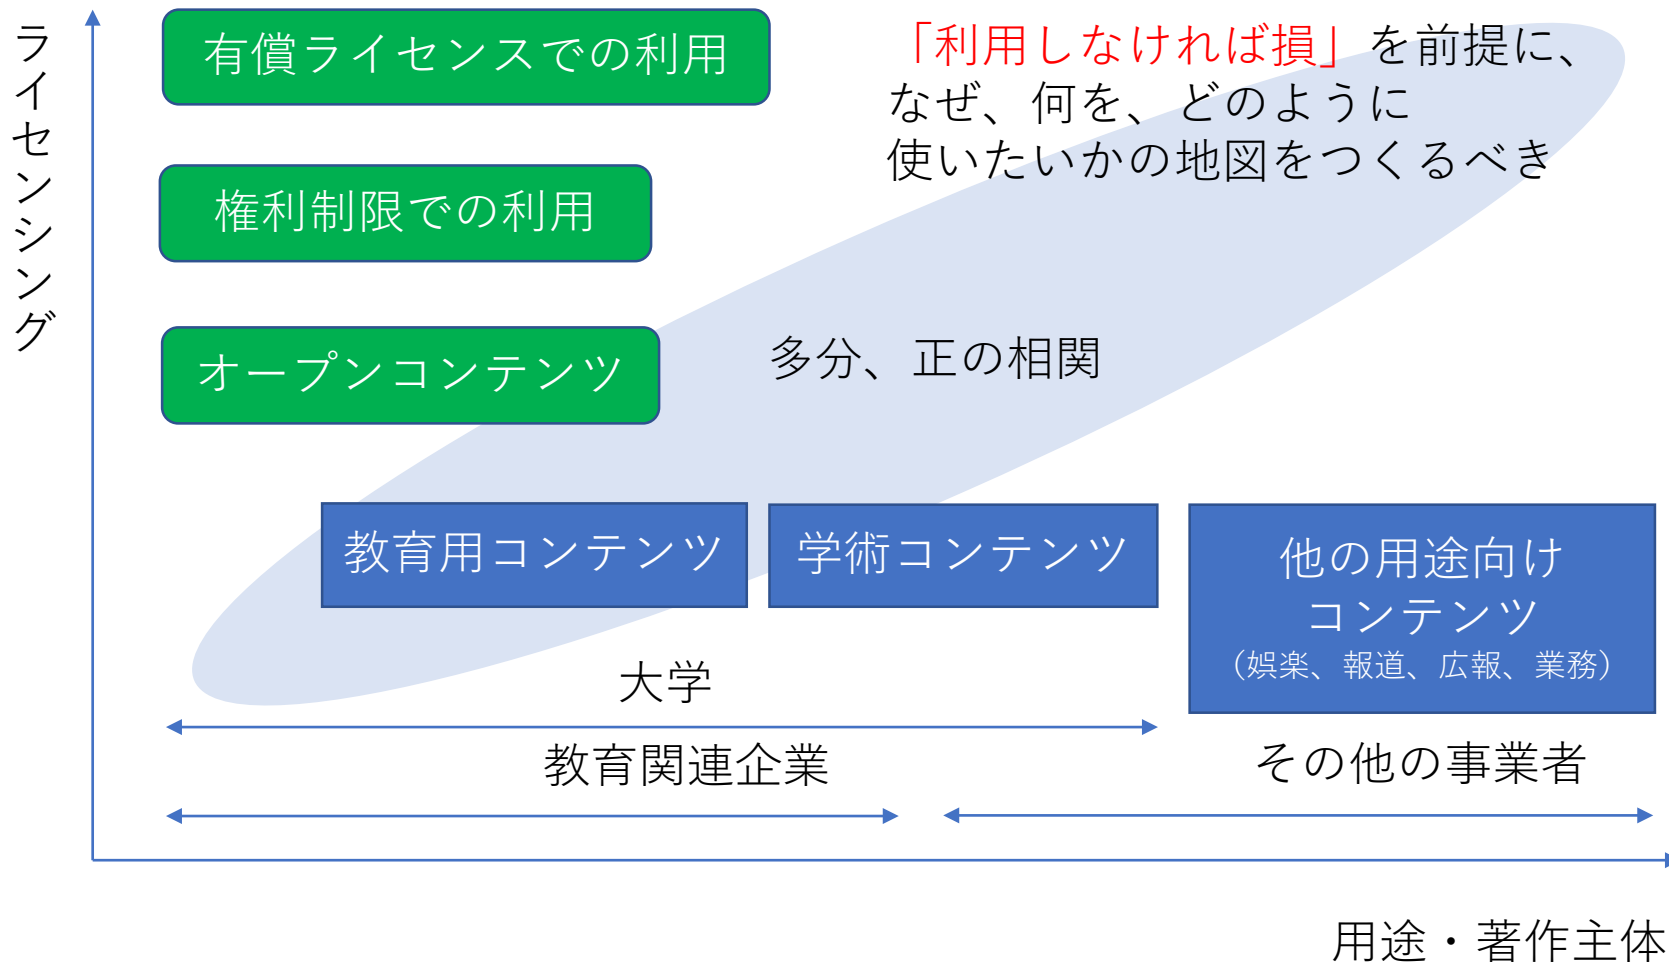 ライセンシング
有償ライセンスでの利用
権利制限での利用
オープンコンテンツ
「利用しなければ損」を前提に、
なぜ、何を、どのように
使いたいかの地図をつくるべき
多分、正の相関
教育用コンテンツ
学術コンテンツ
他の用途向け
コンテンツ
（娯楽、報道、広報、業務）
大学
教育関連企業
その他の事業者
用途・著作主体